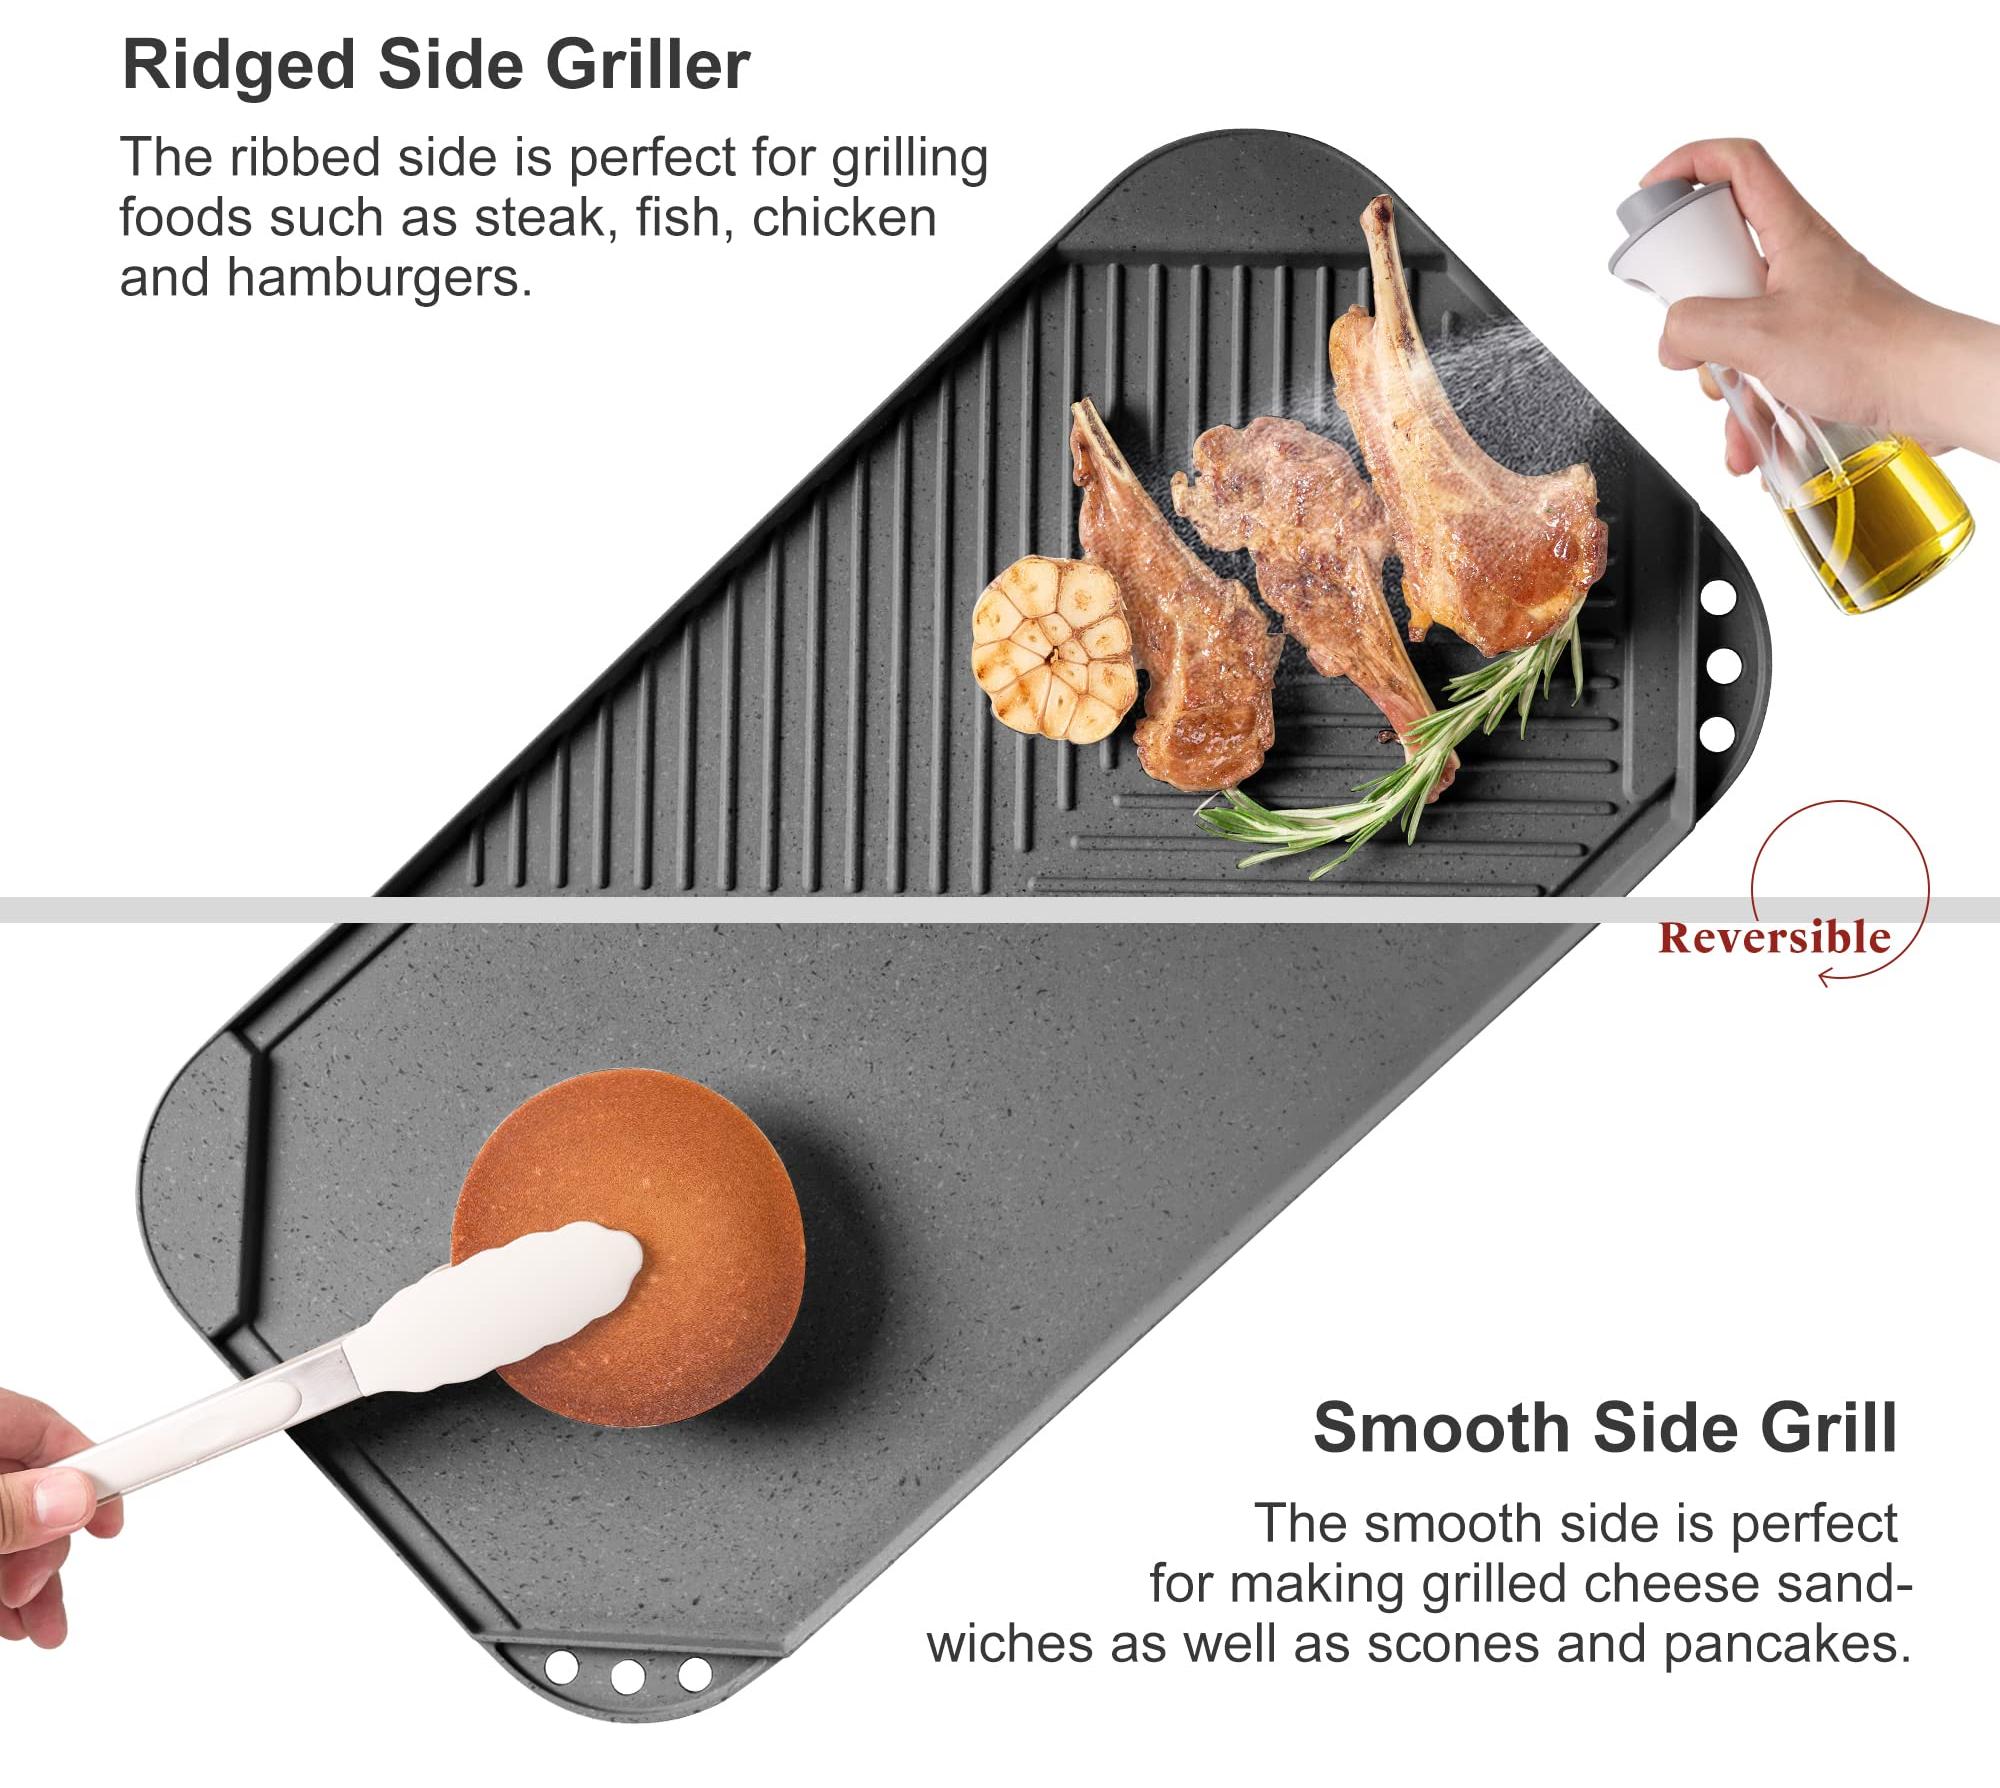 Ridged Side Griller
The ribbed side is perfect for grilling
foods such as steak, fish, chicken
and hamburgers.
Reversible
Smooth Side Grill
The smooth side is perfect
for making grilled cheese sand-
wiches as well as scones and pancakes.